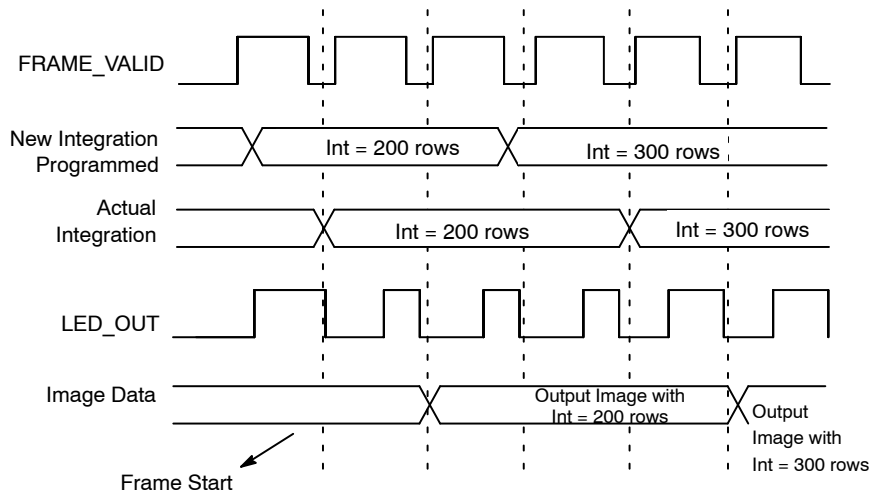 FRAME_VALID
New Integration
Programmed
Int = 200 rows
Int = 300 rows
Actual
Integration
Int = 200 rows
Int = 300 rows
LED_OUT
Image Data
Output Image with
Int = 200 rows
Output
Image with
Int = 300 rows
Frame Start